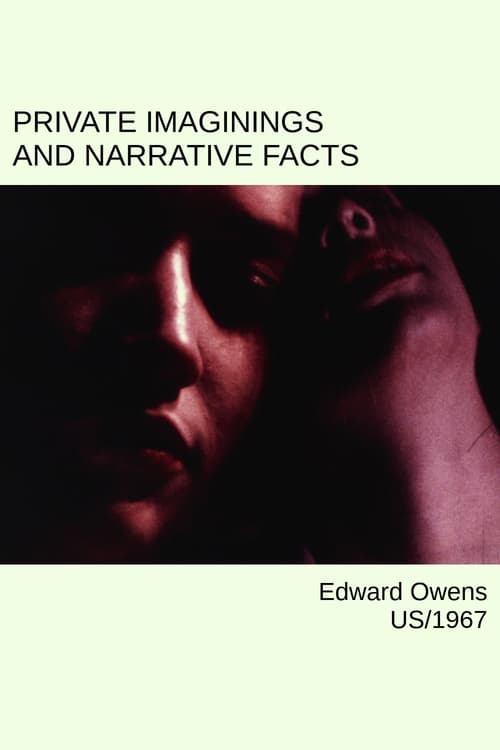 PRIVATE IMAGININGS
AND NARRATIVE FACTS
Edward Owens
US/1967